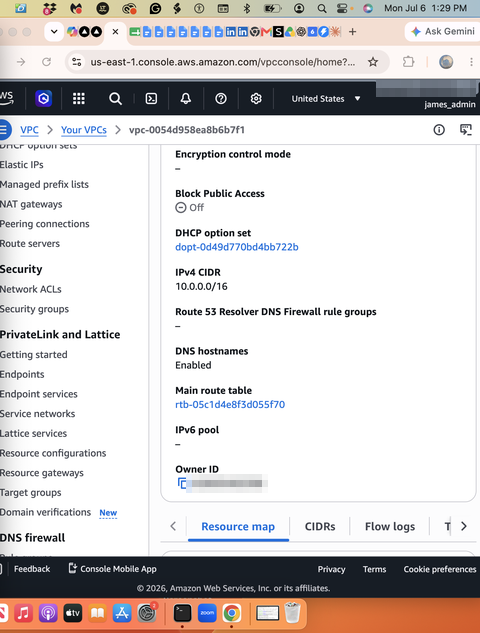 Mon Jul 6 1:29 PM
Ask Gemini
us-east-1.console.aws.amazon.com/vpcconsole/home?...
United States
james_admin
VPC
Your VPCs
vpc-0054d958ea8b6b7f1
DHCP option sets
Elastic IPs
Managed prefix lists
NAT gateways
Peering connections
Route servers
Security
Network ACLs
Security groups
PrivateLink and Lattice
Getting started
Endpoints
Endpoint services
Service networks
Lattice services
Resource configurations
Resource gateways
Target groups
Domain verifications New
DNS firewall
Encryption control mode
–
Block Public Access
Off
DHCP option set
dopt-0d49d770bd4bb722b
IPv4 CIDR
10.0.0.0/16
Route 53 Resolver DNS Firewall rule groups
–
DNS hostnames
Enabled
Main route table
rtb-05c1d4e8f3d055f70
IPv6 pool
–
Owner ID
Resource map
CIDRs
Flow logs
T
Feedback
Console Mobile App
Privacy
Terms
Cookie preferences
© 2026, Amazon Web Services, Inc. or its affiliates.
tv
zoom